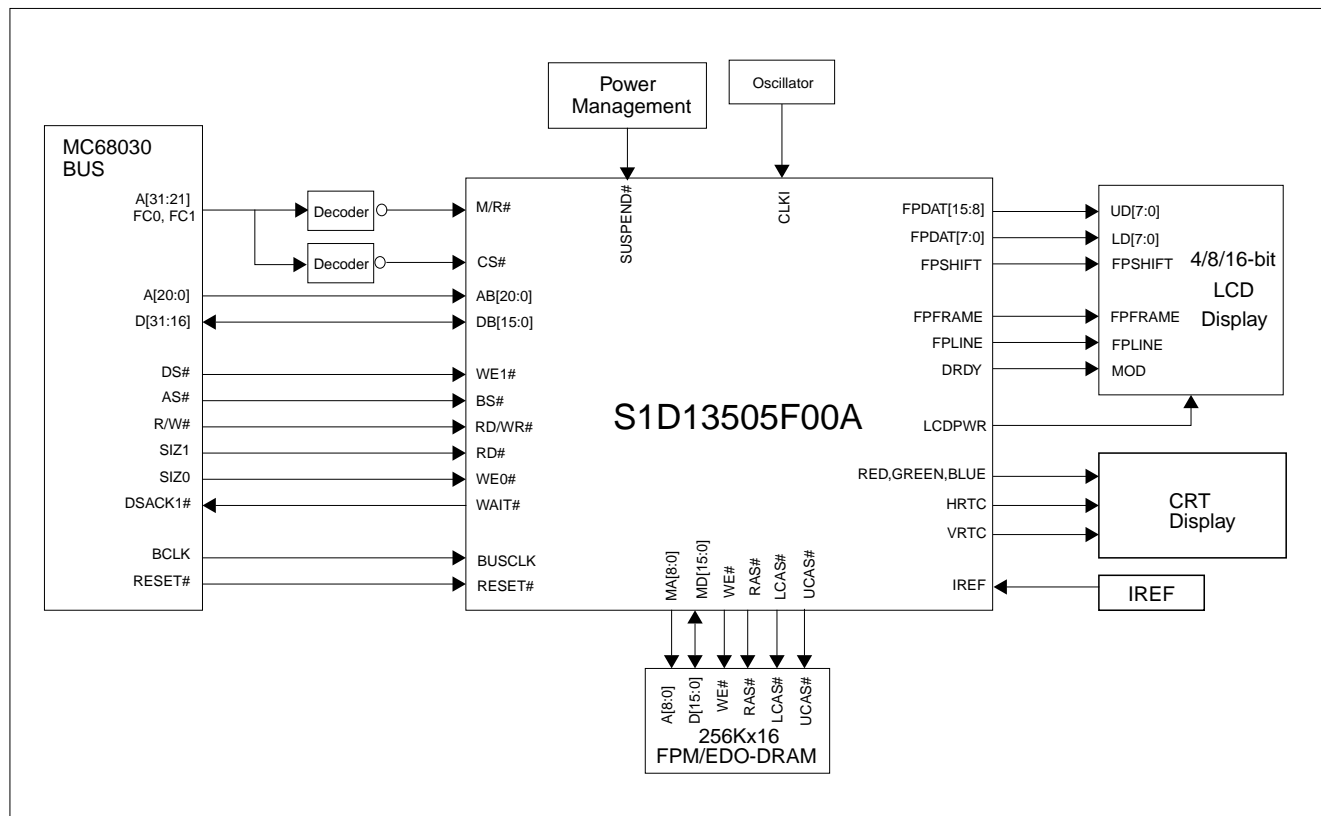 Power
Management
Oscillator
MC68030
BUS
A[31:21]
FC0, FC1
Decoder
M/R#
Decoder
CS#
A[20:0]
AB[20:0]
D[31:16]
DB[15:0]
DS#
WE1#
AS#
BS#
R/W#
RD/WR#
SIZ1
RD#
SIZ0
WE0#
DSACK1#
WAIT#
BCLK
BUSCLK
RESET#
RESET#
SUSPEND#
CLKI
S1D13505F00A
FPDAT[15:8]
UD[7:0]
FPDAT[7:0]
LD[7:0]
FPSHIFT
FPSHIFT
4/8/16-bit
LCD
Display
FPFRAME
FPFRAME
FPLINE
FPLINE
DRDY
MOD
LCDPWR
RED,GREEN,BLUE
HRTC
VRTC
CRT
Display
IREF
IREF
MA[8:0]
MD[15:0]
WE#
RAS#
LCAS#
UCAS#
A[8:0]
D[15:0]
WE#
RAS#
LCAS#
UCAS#
256Kx16
FPM/EDO-DRAM